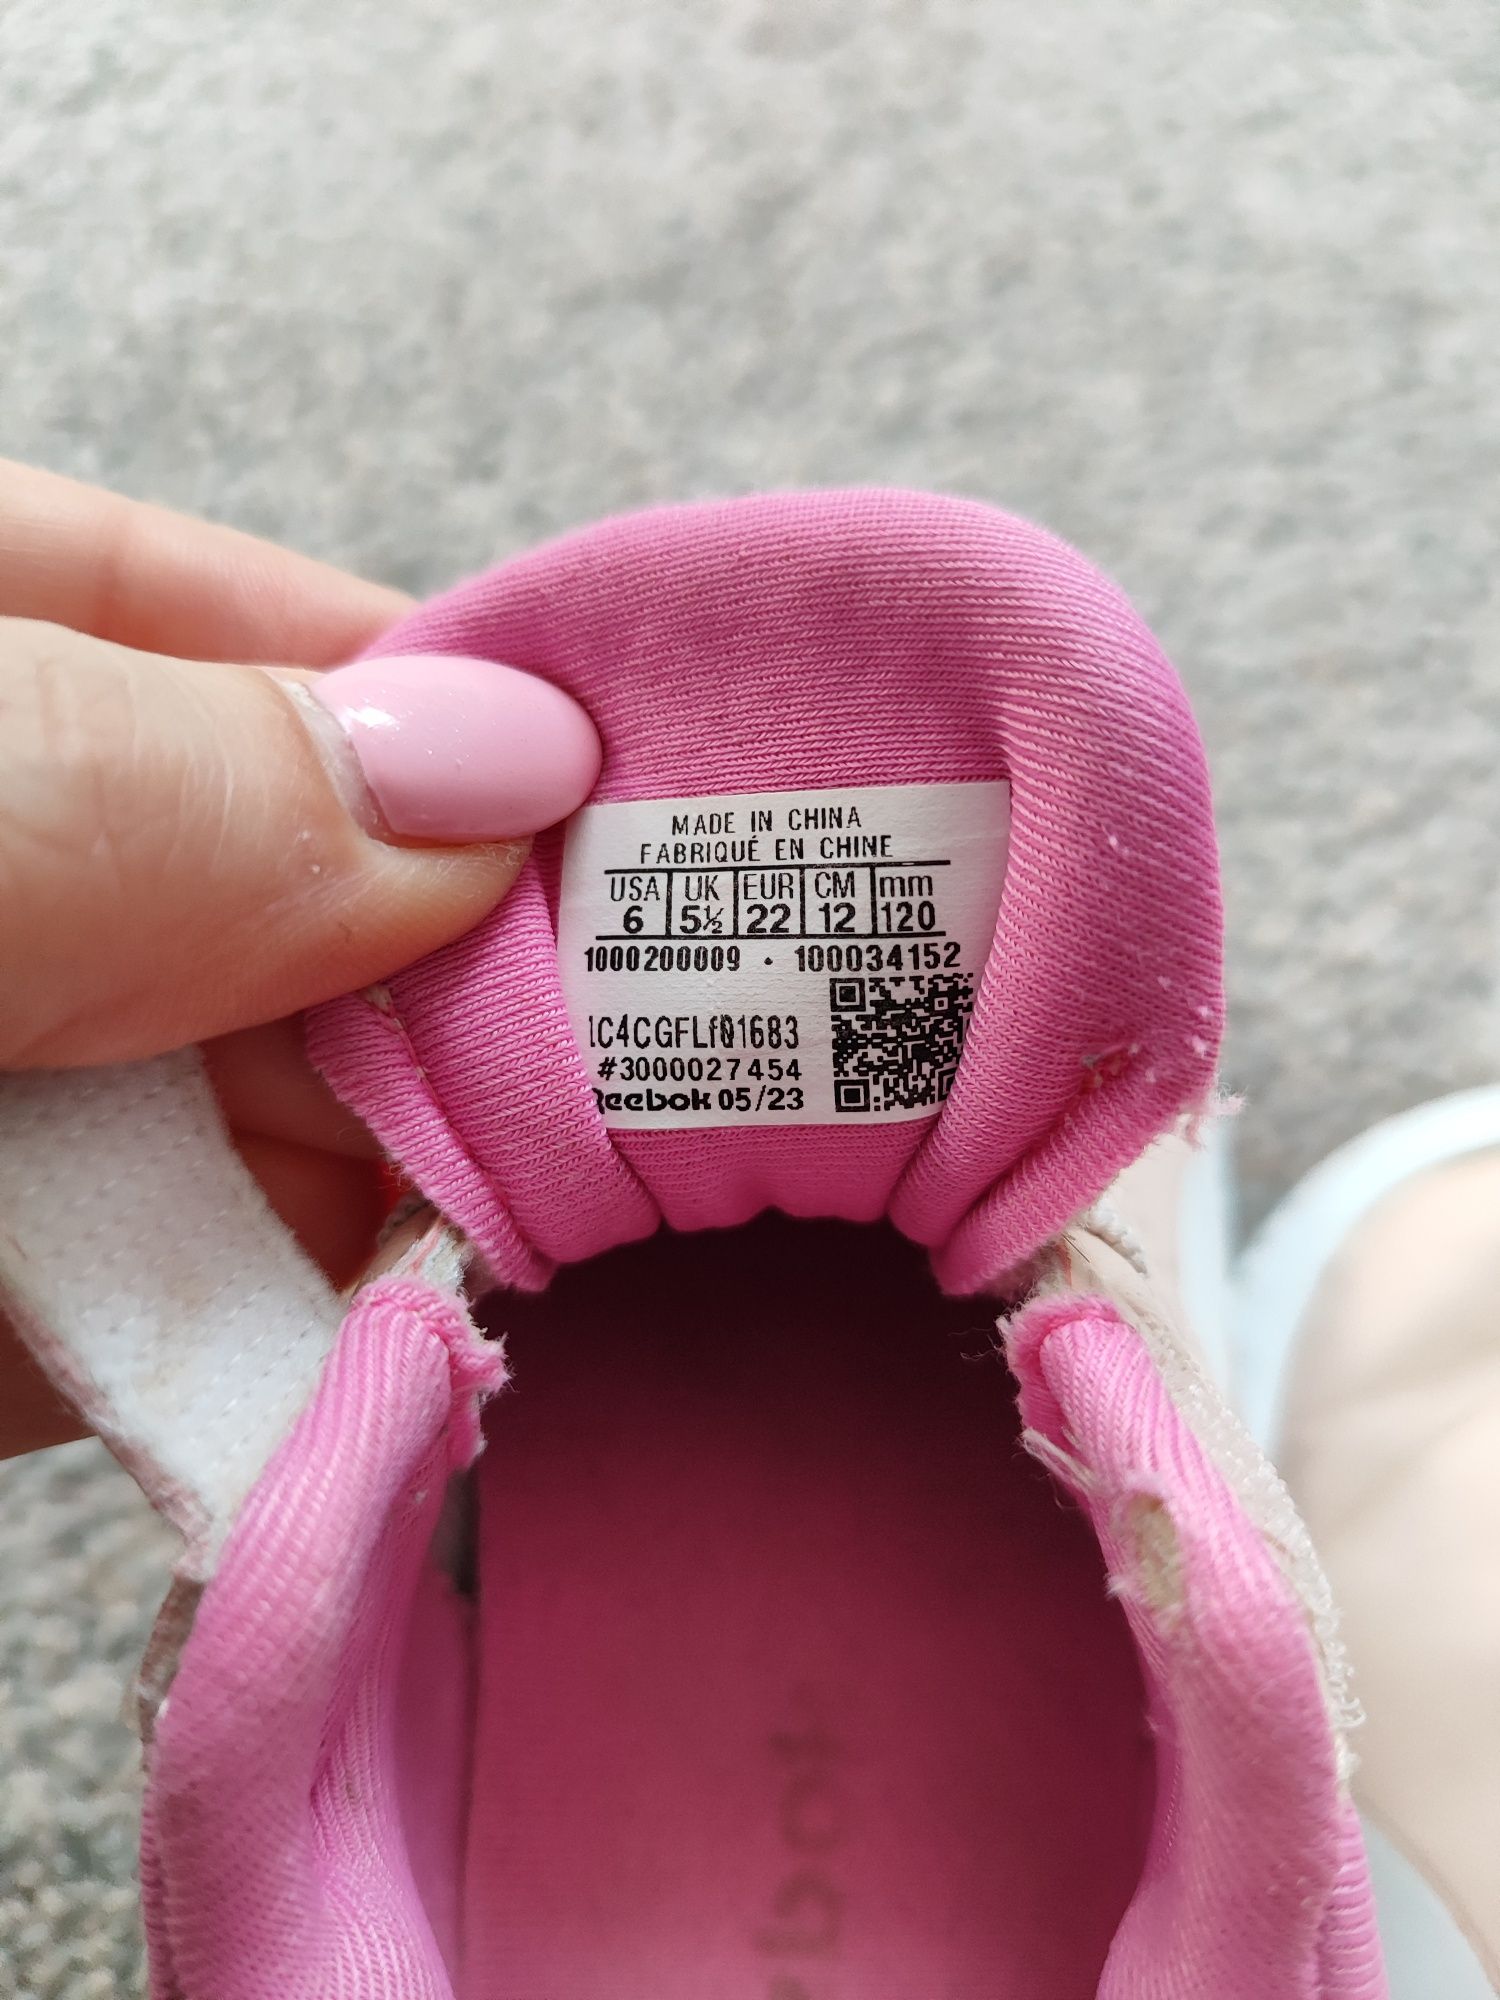 MADE IN CHINA
FABRIQUÉ EN CHINE
USA UK EUR CM mm
6 5½ 22 12 120
1000200009 · 100034152
#3000027454
Reebok 05/23